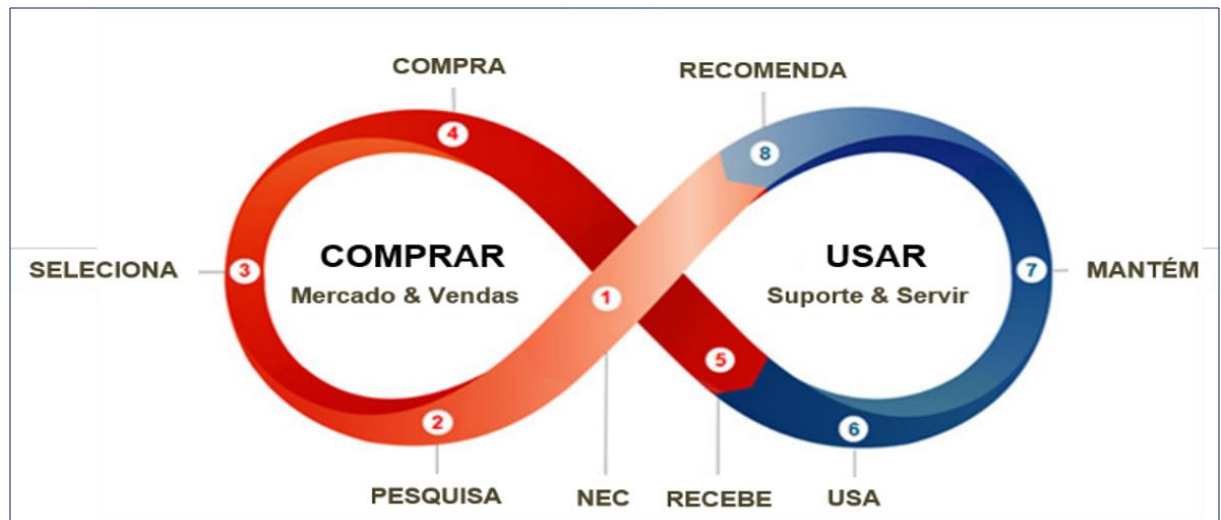 COMPRA
RECOMENDA
4
8
SELECIONA
3
COMPRAR
Mercado & Vendas
1
USAR
Suporte & Servir
7
MANTÉM
5
2
6
PESQUISA
NEC
RECEBE
USA